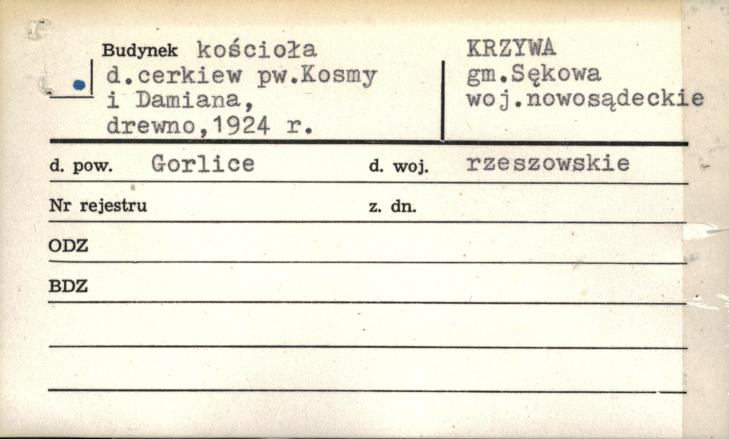 Budynek kościoła
d.cerkiew pw.Kosmy
i Damiana,
drewno,1924 r.
KRZYWA
gm.Sękowa
woj.nowosądeckie
d. pow. Gorlice d. woj. rzeszowskie
Nr rejestru z. dn.
ODZ
BDZ